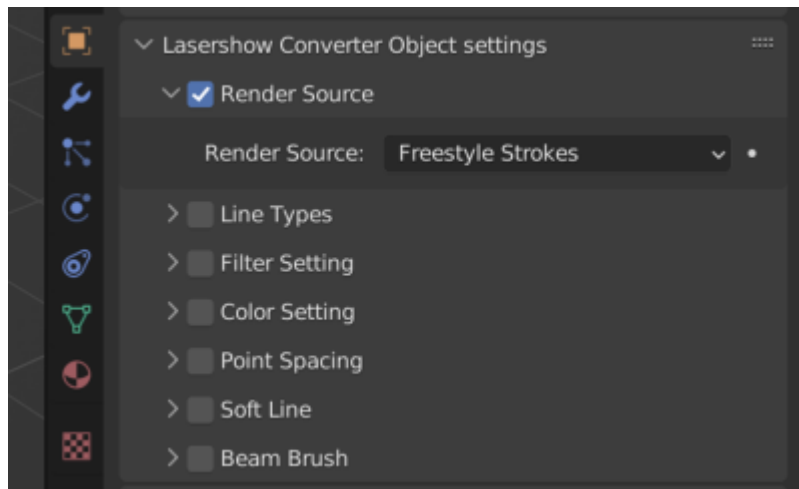 Lasershow Converter Object settings
Render Source
Render Source: Freestyle Strokes
Line Types
Filter Setting
Color Setting
Point Spacing
Soft Line
Beam Brush